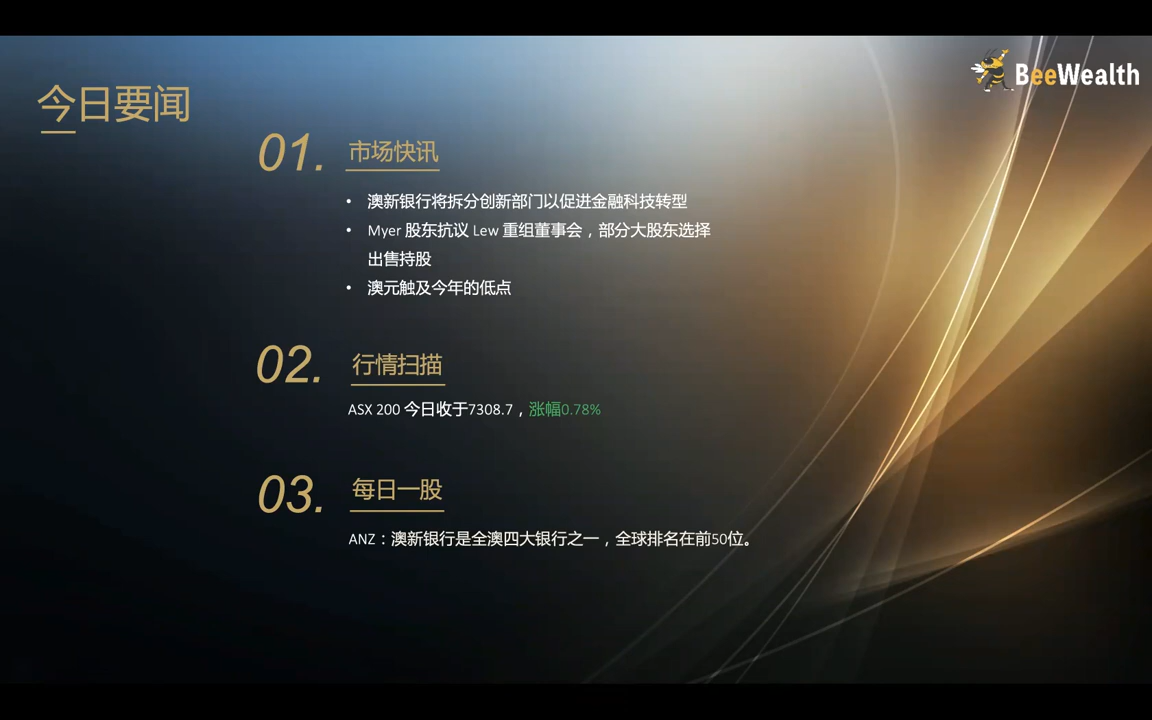 今日要闻
BeeWealth
01.
市场快讯
• 澳新银行将拆分创新部门以促进金融科技转型
• Myer 股东抗议 Lew 重组董事会，部分大股东选择
出售持股
• 澳元触及今年的低点
02.
行情扫描
ASX 200 今日收于7308.7，涨幅0.78%
03.
每日一股
ANZ：澳新银行是全澳四大银行之一，全球排名在前50位。